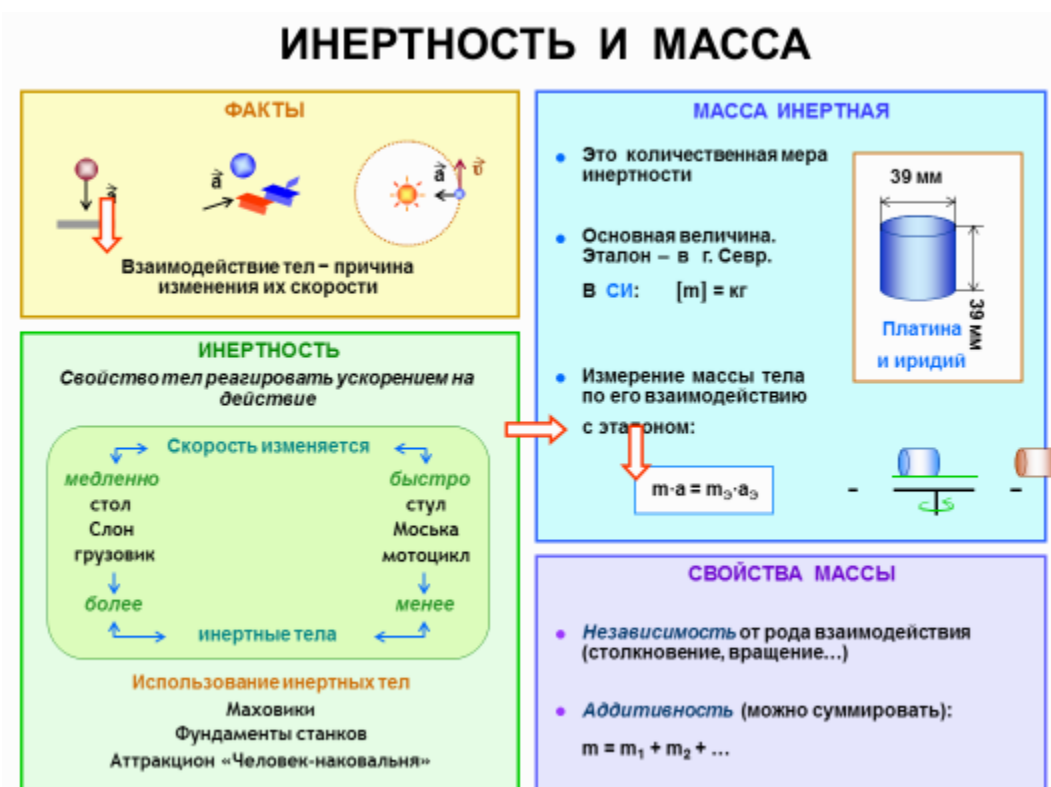 ИНЕРТНОСТЬ И МАССА
ФАКТЫ
a
a
a
υ
Взаимодействие тел – причина
изменения их скорости
ИНЕРТНОСТЬ
Свойство тел реагировать ускорением на
действие
Скорость изменяется
медленно
быстро
стол
стул
Слон
Моська
грузовик
мотоцикл
более
менее
инертные тела
Использование инертных тел
Маховики
Фундаменты станков
Аттракцион «Человек-наковальня»
МАССА ИНЕРТНАЯ
• Это количественная мера
инертности
• Основная величина.
Эталон – в г. Севр.
В СИ: [m] = кг
39 мм
39 мм
Платина
и иридий
• Измерение массы тела
по его взаимодействию
с эталоном:
m·a = mЭ·aЭ
–
–
СВОЙСТВА МАССЫ
• Независимость от рода взаимодействия
(столкновение, вращение...)
• Аддитивность (можно суммировать):
m = m1 + m2 + ...